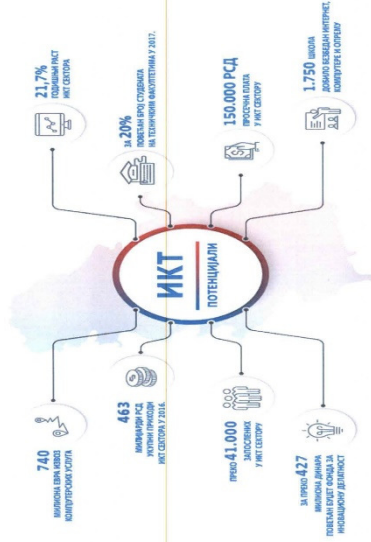 ЗА ПРЕКО 427
МИЛИОНА ДИНАРА
ПОВЕЋАН БУЏЕТ ФОНДА ЗА
ИНОВАЦИОНУ ДЕЛАТНОСТ
ПРЕКО 41.000
ЗАПОСЛЕНИХ
У ИКТ СЕКТОРУ
463
МИЛИЈАРДИ РСД
УКУПНИ ПРИХОДИ
ИКТ СЕКТОРА У 2016.
740
МИЛИОНА ЕВРА ИЗВОЗ
КОМПЈУТЕРСКИХ УСЛУГА
ИКТ
ПОТЕНЦИЈАЛИ
1.750 ШКОЛА
ДОБИЛО БЕЗБЕДАН ИНТЕРНЕТ,
КОМПЈУТЕРЕ И ОПРЕМУ
150.000 РСД
ПРОСЕЧНА ПЛАТА
У ИКТ СЕКТОРУ
ЗА 20%
ПОВЕЋАН БРОЈ СТУДЕНАТА
НА ТЕХНИЧКИМ ФАКУЛТЕТИМА У 2017.
21,7%
ГОДИШЊИ РАСТ
ИКТ СЕКТОРА